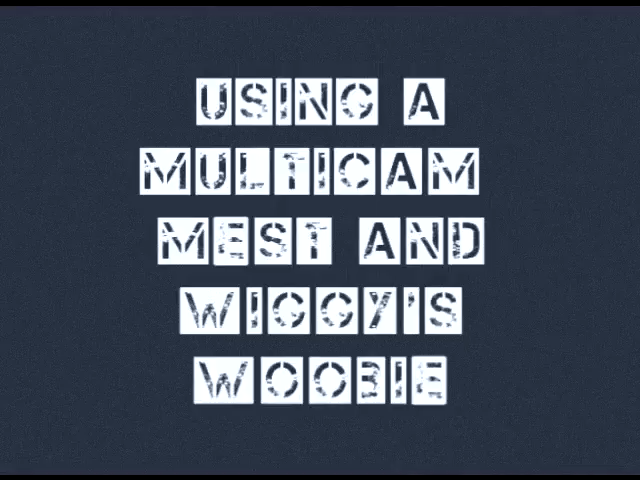 USING A
MULTICAM
MEST AND
WIGGY'S
WOOBIE